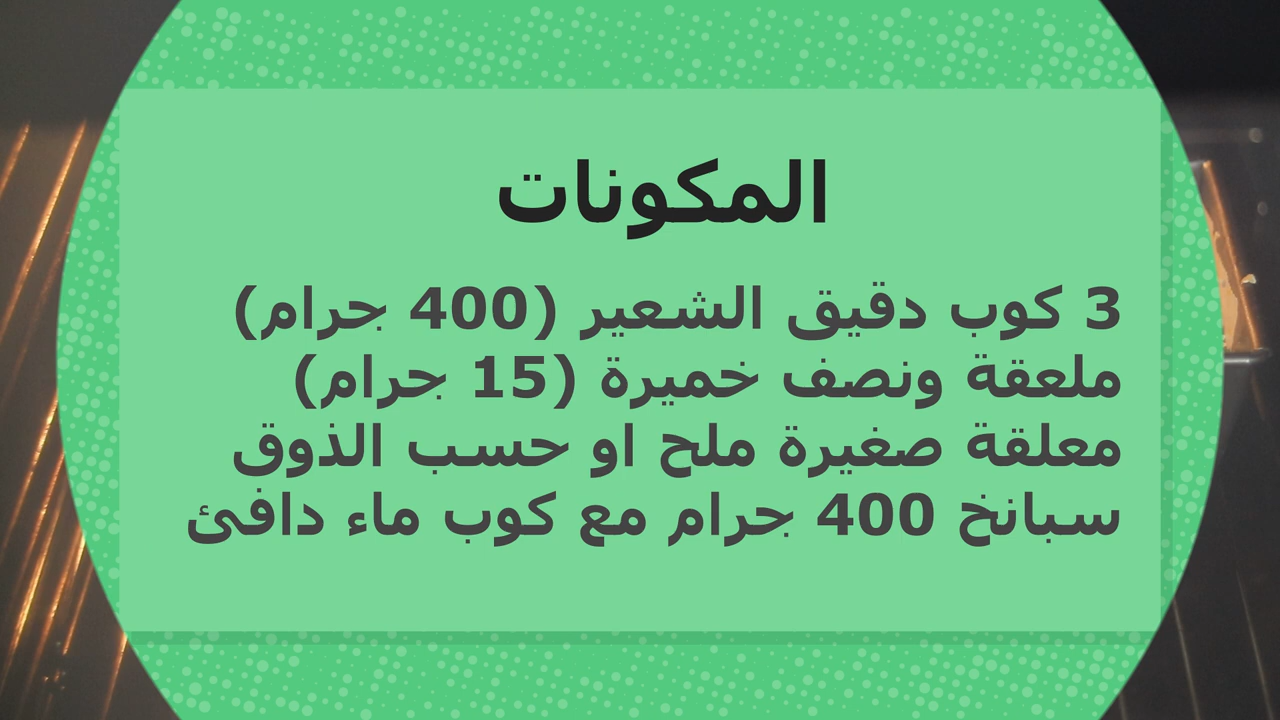 المكونات
3 كوب دقيق الشعير (400 جرام)
ملعقة ونصف خميرة (15 جرام)
معلقة صغيرة ملح او حسب الذوق
سبانخ 400 جرام مع كوب ماء دافئ